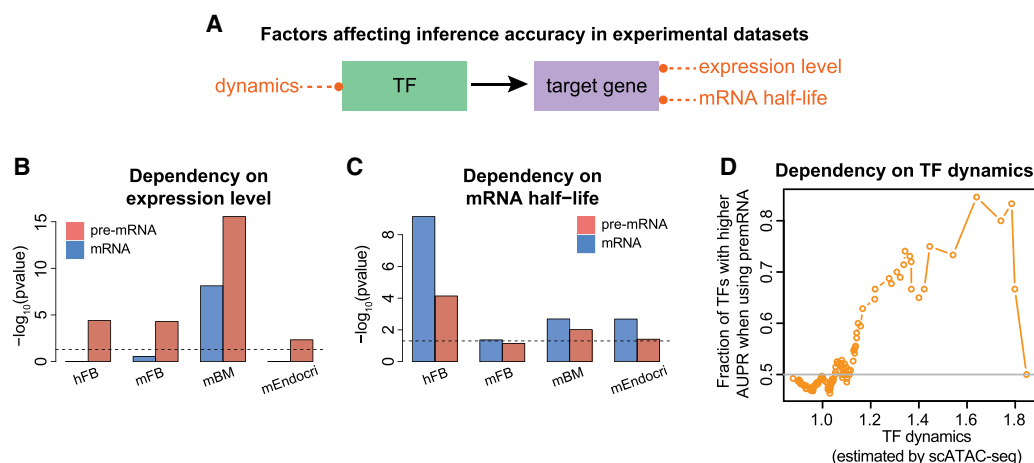 A
Factors affecting inference accuracy in experimental datasets
dynamics
TF
target gene
expression level
mRNA half-life
B
Dependency on
expression level
−log10(pvalue)
15
10
5
0
pre-mRNA
mRNA
hFB
mFB
mBM
mEndocri
C
Dependency on
mRNA half−life
−log10(pvalue)
8
6
4
2
0
pre-mRNA
mRNA
hFB
mFB
mBM
mEndocri
D
Dependency on TF dynamics
Fraction of TFs with higher
AUPR when using premRNA
0.8
0.7
0.6
0.5
1.0
1.2
1.4
1.6
1.8
TF dynamics
(estimated by scATAC-seq)